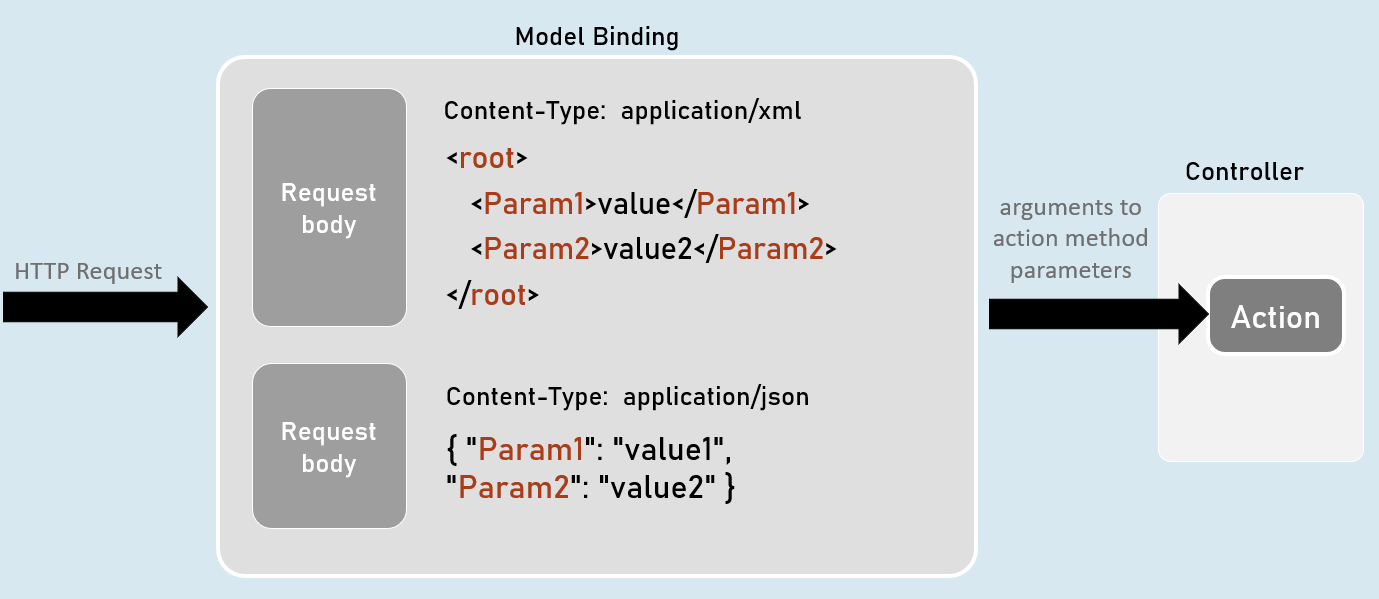 Model Binding
HTTP Request
Request
body
Content-Type: application/xml
<root>
<Param1>value</Param1>
<Param2>value2</Param2>
</root>
Request
body
Content-Type: application/json
{ "Param1": "value1",
"Param2": "value2" }
arguments to
action method
parameters
Controller
Action